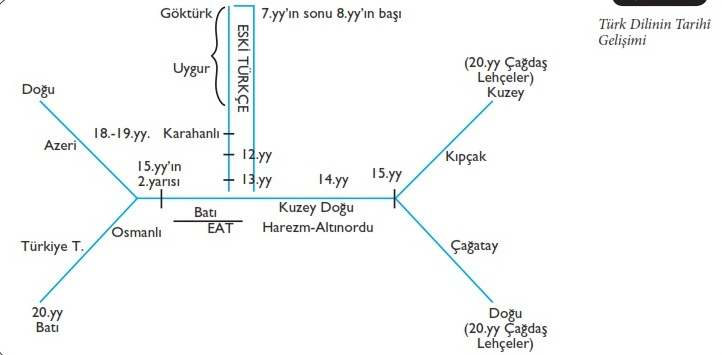 Göktürk
7.yy'ın sonu 8.yy'ın başı
Türk Dilinin Tarihî
Gelişimi
ESKİ TÜRKÇE
Uygur
(20.yy Çağdaş
Lehçeler)
Kuzey
Doğu
Azeri
18.-19.yy.
Karahanlı
12.yy
Kıpçak
15.yy'ın
2.yarısı
13.yy
14.yy
15.yy
Batı
EAT
Kuzey Doğu
Harezm-Altınordu
Osmanlı
Türkiye T.
Çağatay
20.yy
Batı
Doğu
(20.yy Çağdaş
Lehçeler)